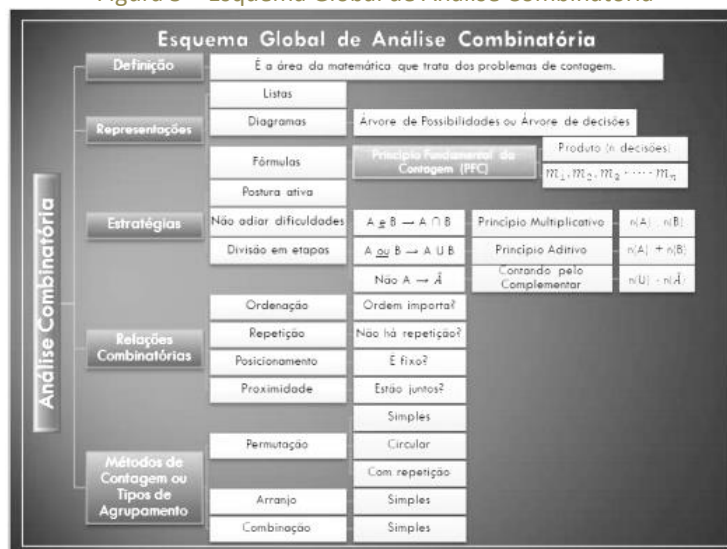 Figura 3 – Esquema Global de Análise Combinatória
Esquema Global de Análise Combinatória
Análise Combinatória
Definição
É a área da matemática que trata dos problemas de contagem.
Representações
Listas
Diagramas
Árvore de Possibilidades ou Árvore de decisões
Fórmulas
Princípio Fundamental da
Contagem (PFC)
Produto (n decisões)
m₁.m₂.m₃.....mₙ
Estratégias
Postura ativa
Não adiar dificuldades
Divisão em etapas
A e B → A ∩ B
Princípio Multiplicativo
n(A) . n(B)
A ou B → A U B
Princípio Aditivo
n(A) + n(B)
Não A → Ā
Contando pelo
Complementar
n(U) - n(Ā)
Relações
Combinatórias
Ordenação
Ordem importa?
Repetição
Não há repetição?
Posicionamento
É fixo?
Proximidade
Estão juntos?
Métodos de
Contagem ou
Tipos de
Agrupamento
Permutação
Simples
Circular
Com repetição
Arranjo
Simples
Combinação
Simples